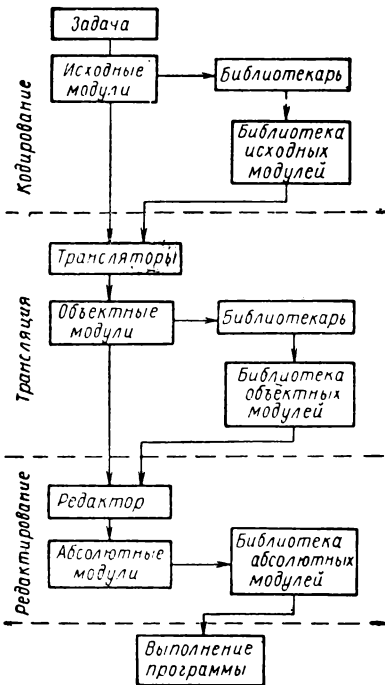 Задача
Исходные
модули
Библиотекарь
Библиотека
исходных
модулей
Кодирование
Трансляторы
Объектные
модули
Библиотекарь
Библиотека
объектных
модулей
Трансляция
Редактор
Абсолютные
модули
Библиотека
абсолютных
модулей
Редактирование
Выполнение
программы